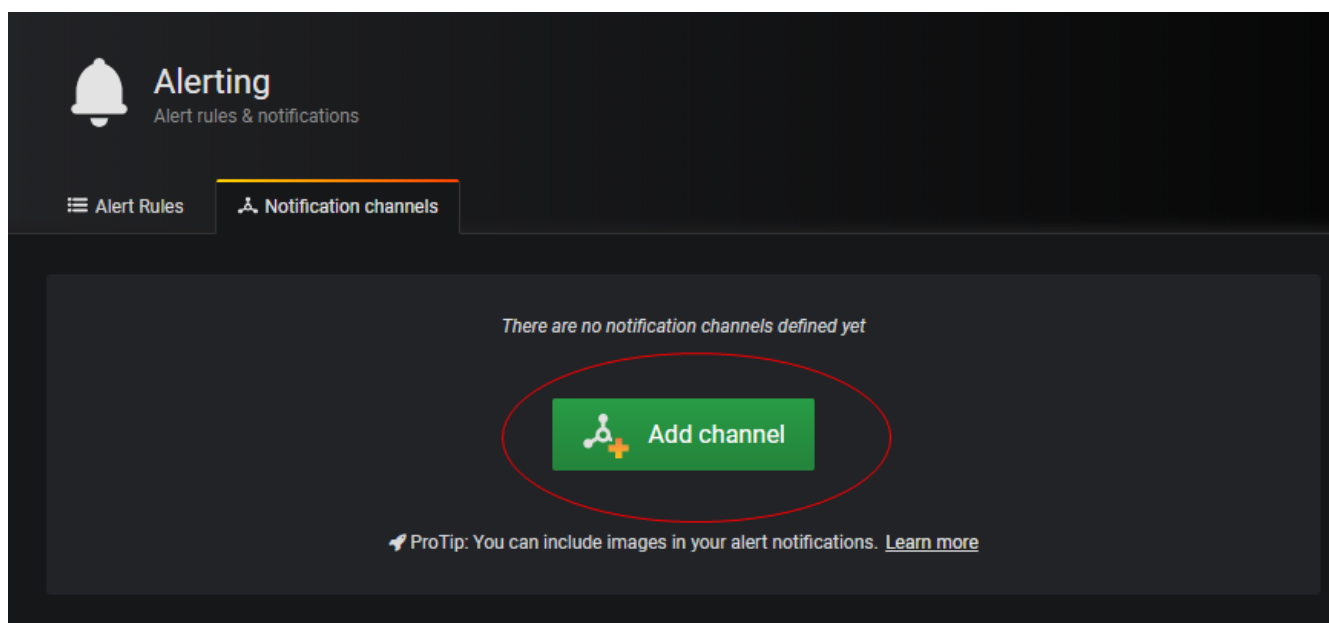 Alerting
Alert rules & notifications
Alert Rules
Notification channels
There are no notification channels defined yet
Add channel
ProTip: You can include images in your alert notifications. Learn more